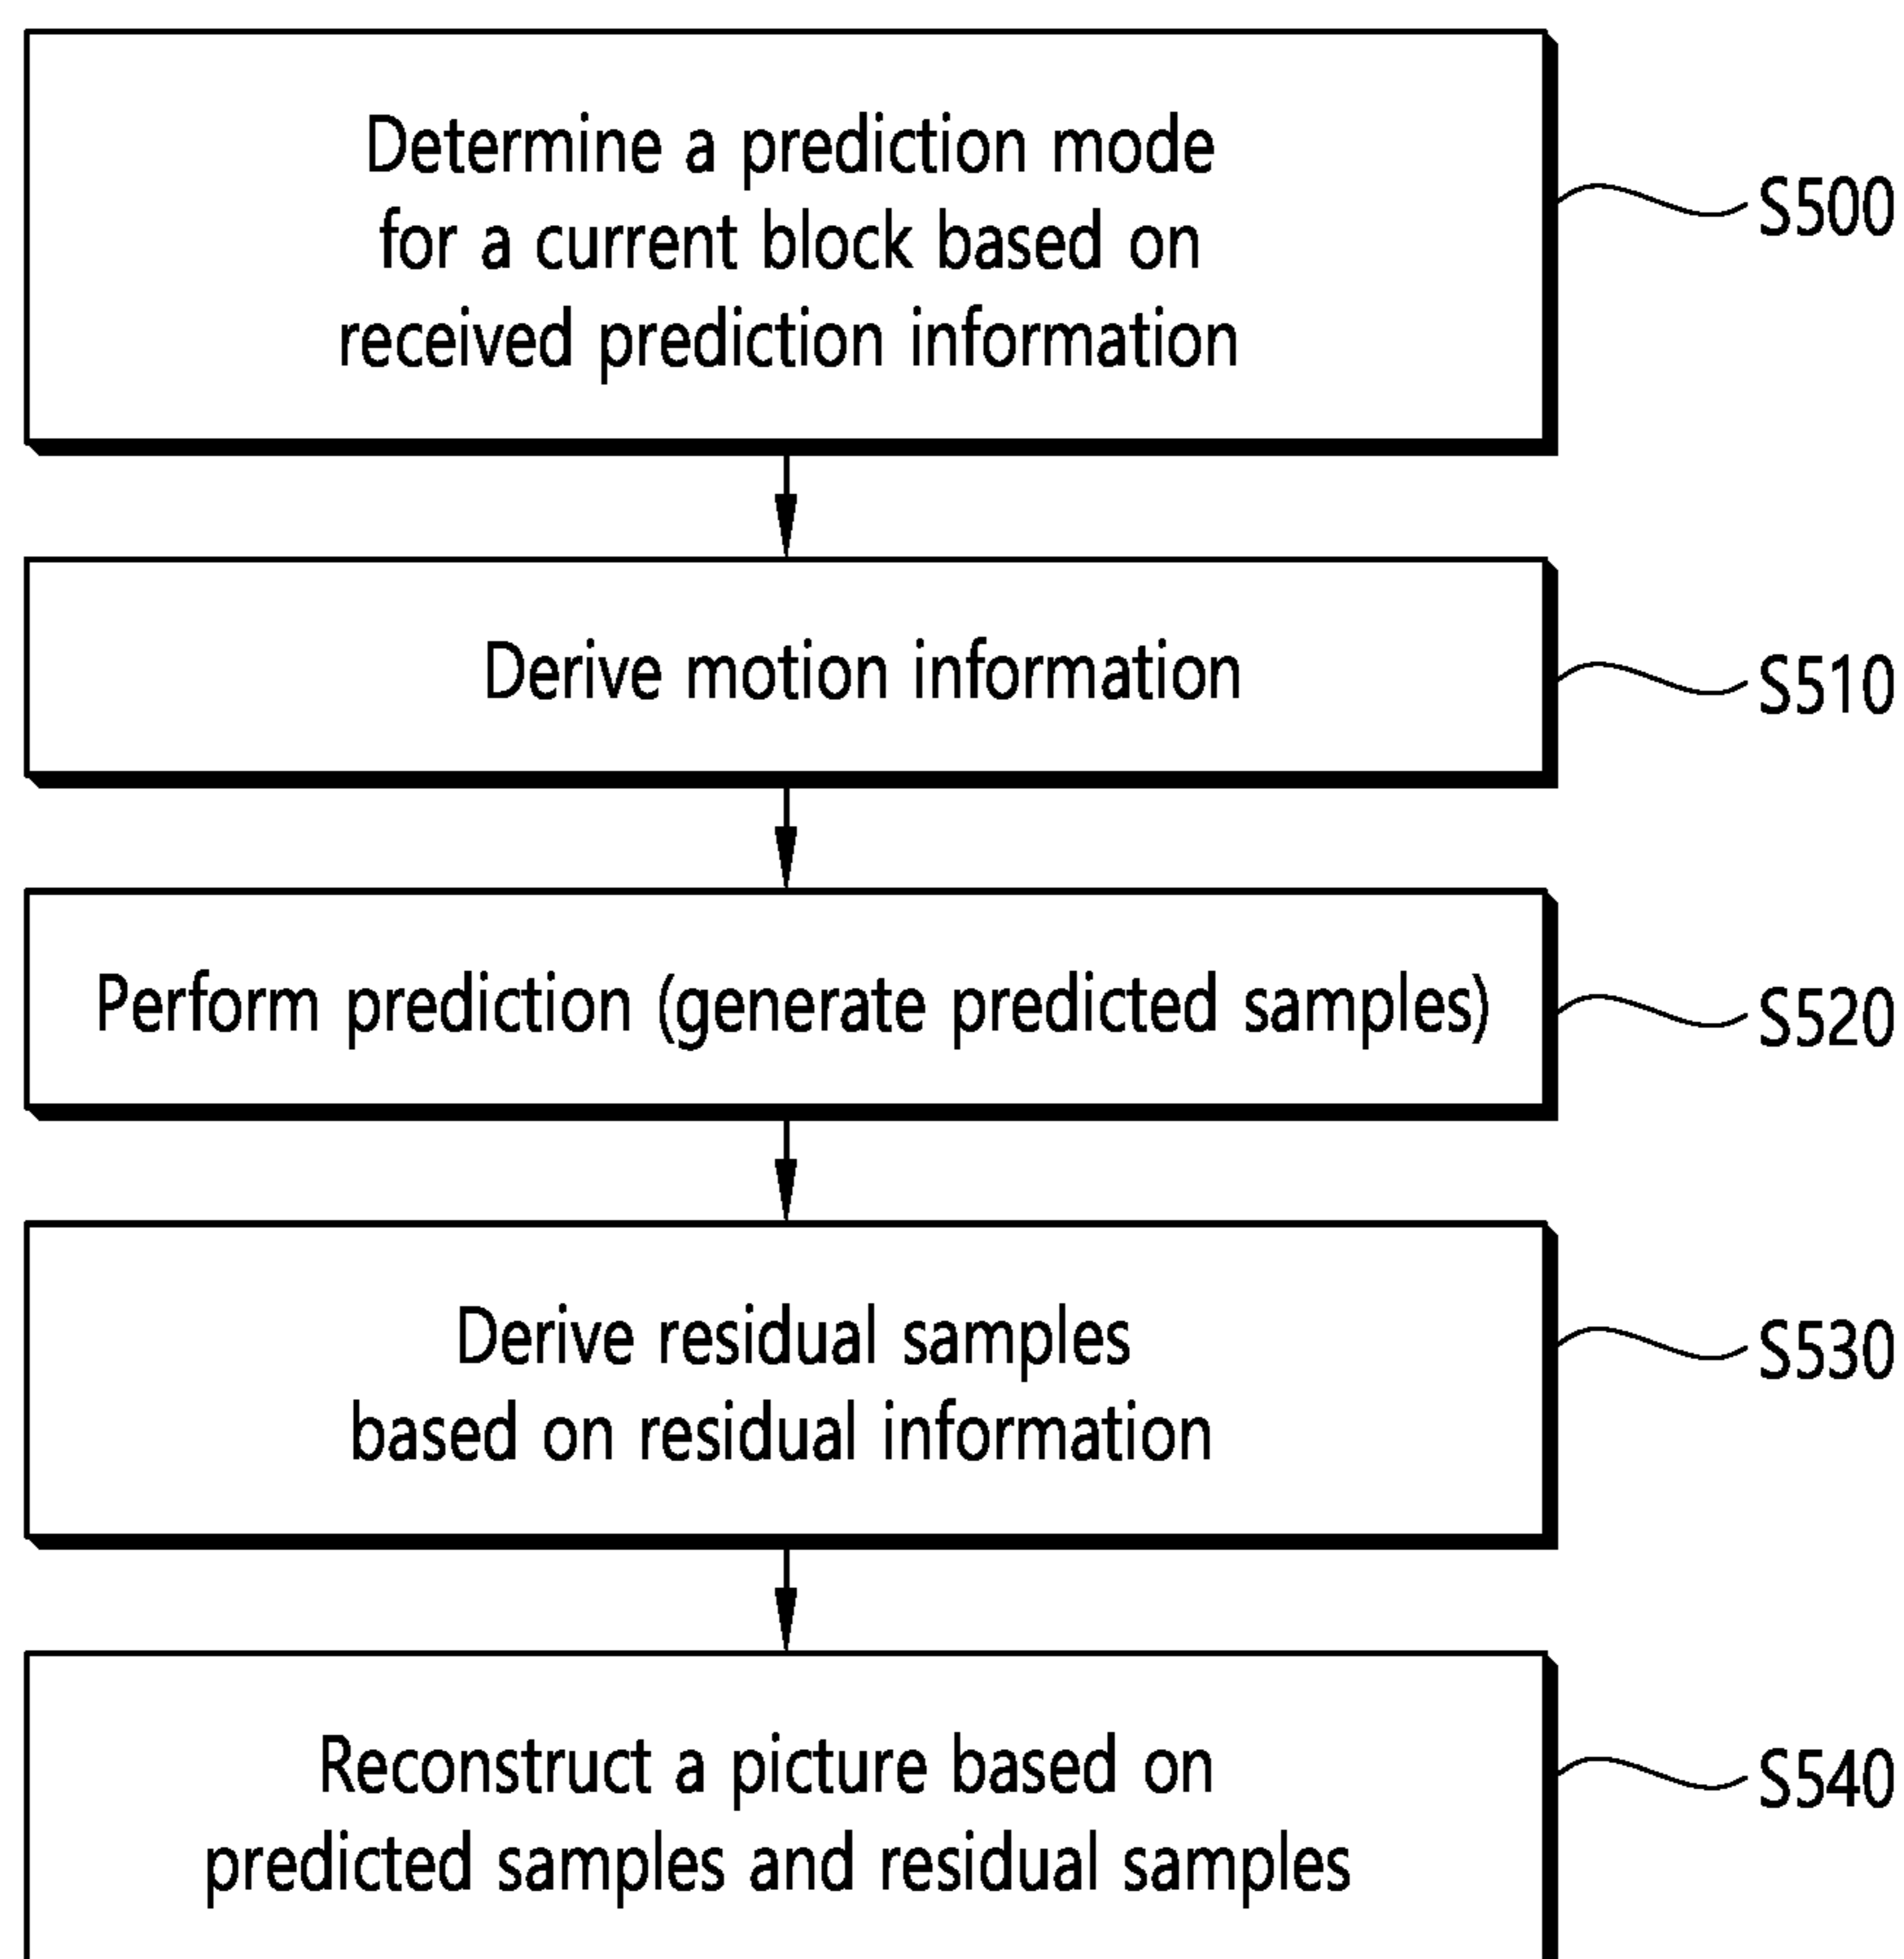 Determine a prediction mode
for a current block based on
received prediction information
S500
Derive motion information
S510
Perform prediction (generate predicted samples)
S520
Derive residual samples
based on residual information
S530
Reconstruct a picture based on
predicted samples and residual samples
S540